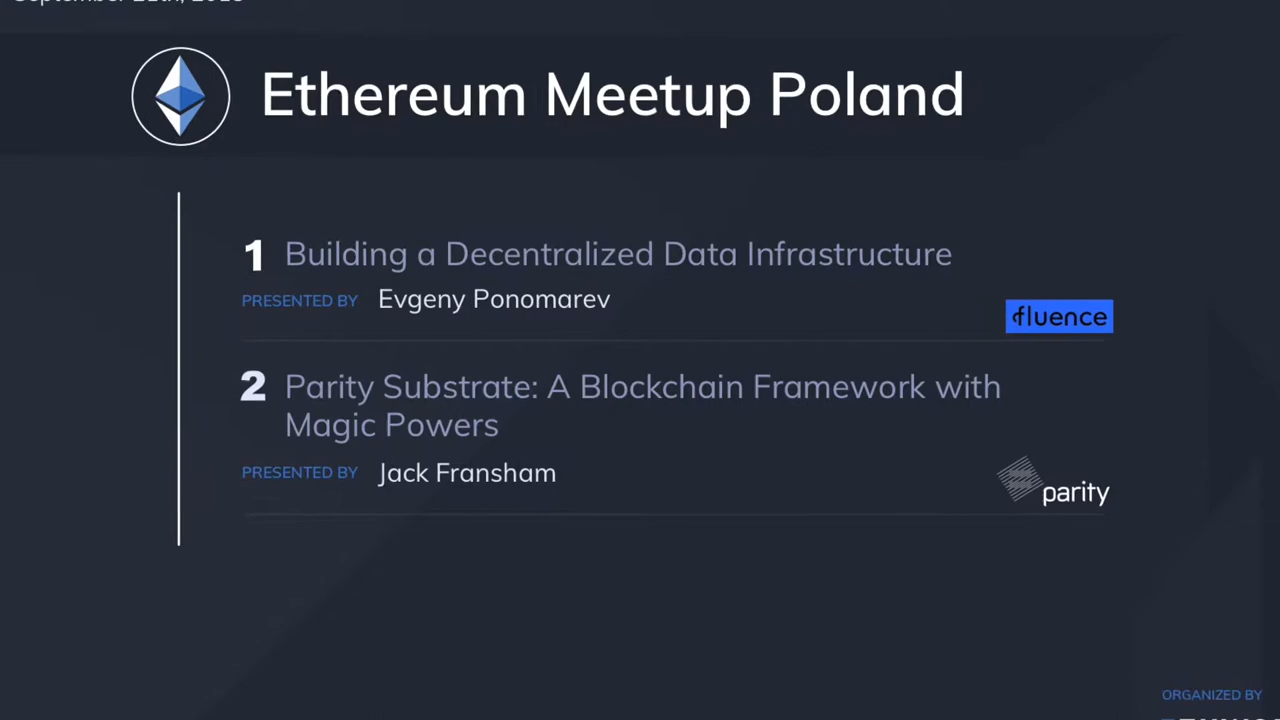 Ethereum Meetup Poland
1 Building a Decentralized Data Infrastructure
PRESENTED BY Evgeny Ponomarev
fluence
2 Parity Substrate: A Blockchain Framework with
Magic Powers
PRESENTED BY Jack Fransham
parity
ORGANIZED BY